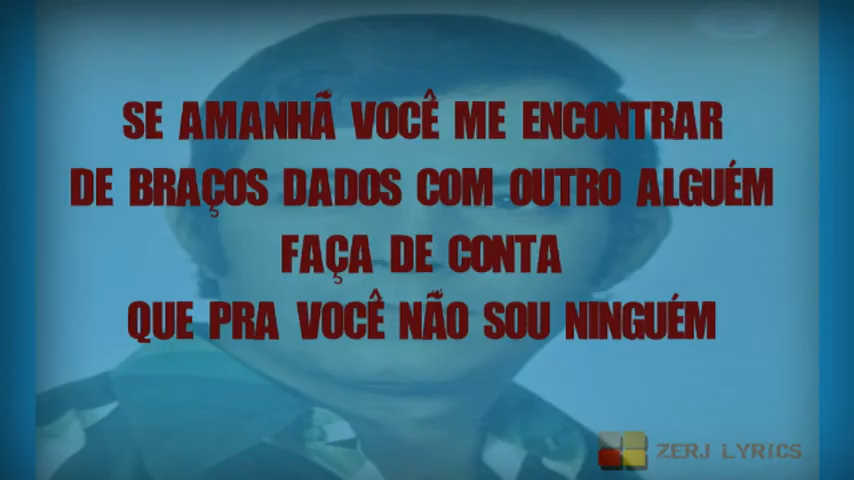 SE AMANHÃ VOCÊ ME ENCONTRAR
DE BRAÇOS DADOS COM OUTRO ALGUÉM
FAÇA DE CONTA
QUE PRA VOCÊ NÃO SOU NINGUÉM
ZERJ LYRICS